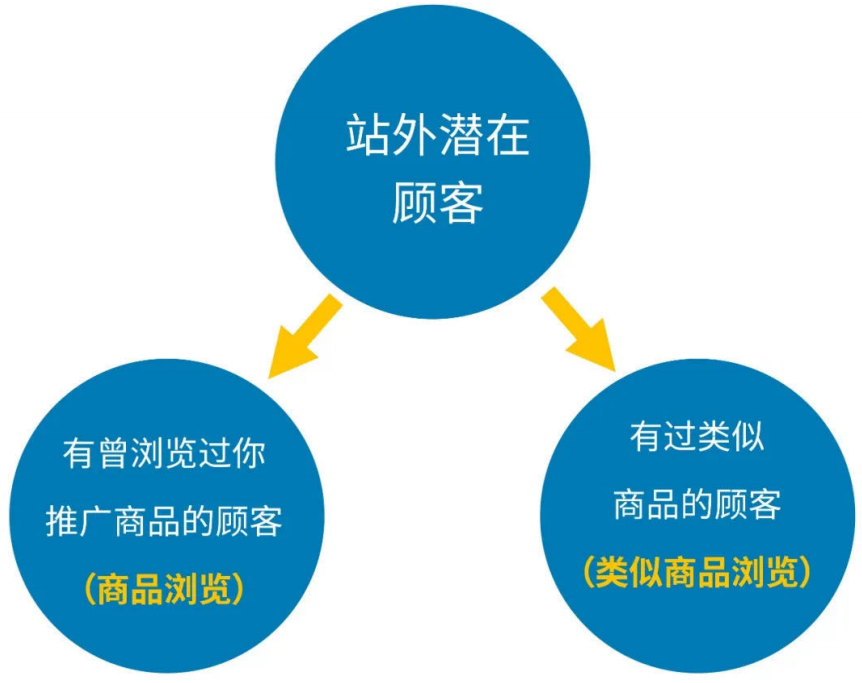 站外潜在
顾客
有曾浏览过你
推广商品的顾客
（商品浏览）
有过类似
商品的顾客
（类似商品浏览）